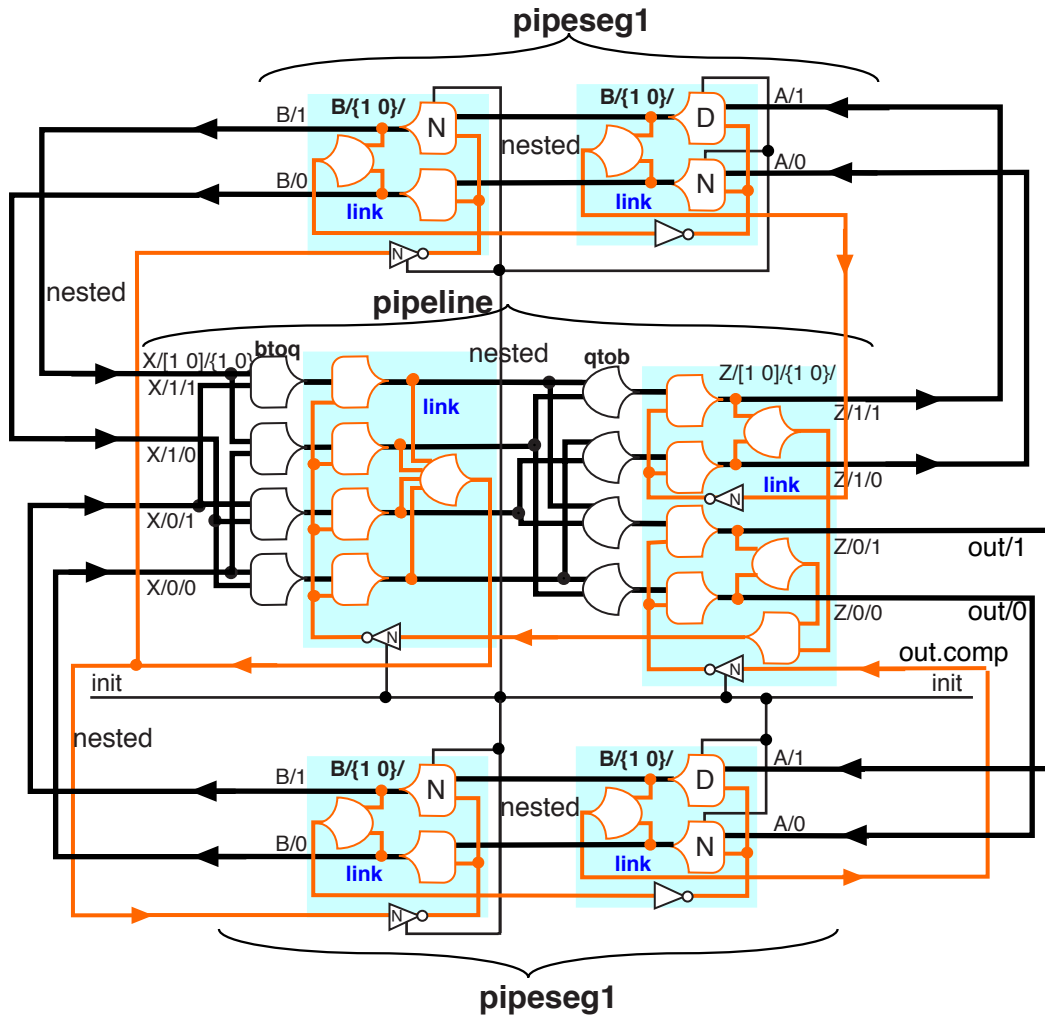 pipeseg1
B/1
B/{1 0}/
N
B/{1 0}/
D
A/1
nested
B/0
link
link
N
A/0
N
nested
pipeline
X/[1 0]/{1 0}
btoq
nested
qtob
Z/[1 0]/{1 0}/
X/1/1
link
Z/1/1
X/1/0
link
Z/1/0
N
X/0/1
Z/0/1
out/1
X/0/0
Z/0/0
out/0
N
N
out.comp
init
init
nested
B/1
B/{1 0}/
N
B/{1 0}/
D
A/1
nested
B/0
link
link
N
A/0
N
pipeseg1